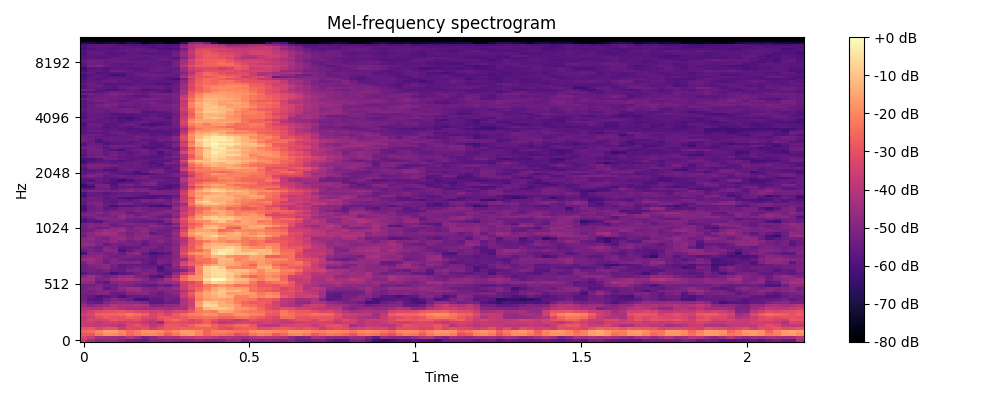 Mel-frequency spectrogram
Hz
8192
4096
2048
1024
512
0
0
0.5
1
1.5
2
Time
+0 dB
-10 dB
-20 dB
-30 dB
-40 dB
-50 dB
-60 dB
-70 dB
-80 dB